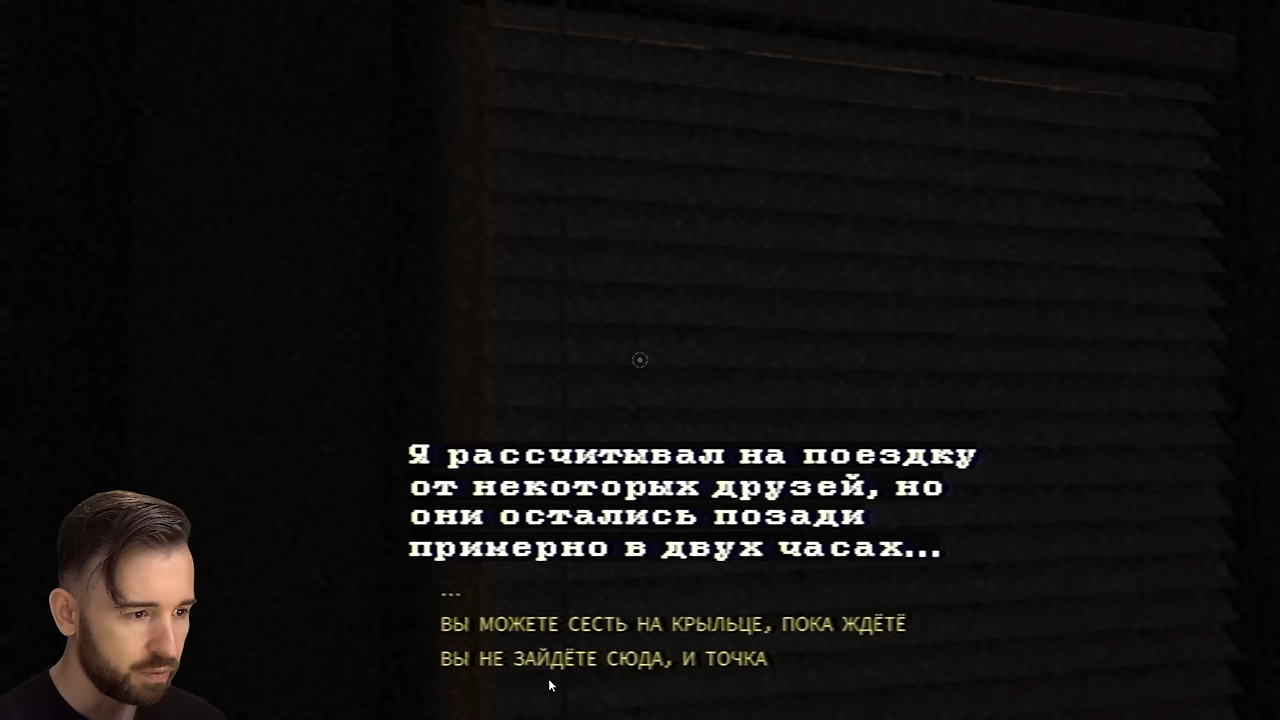 Я рассчитывал на поездку
от некоторых друзей, но
они остались позади
примерно в двух часах...
...
ВЫ МОЖЕТЕ СЕСТЬ НА КРЫЛЬЦЕ, ПОКА ЖДЁТЁ
ВЫ НЕ ЗАЙДЁТЕ СЮДА, И ТОЧКА